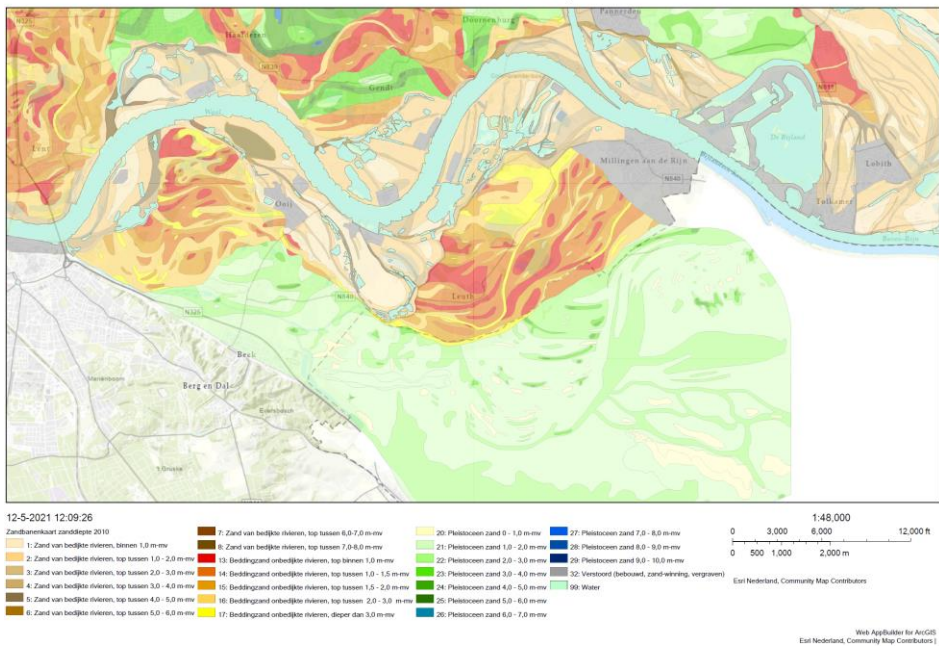 N325
Doornenburg
Pannerden
N839
Gendt
Waal
Lent
Ooij
Millingen aan de Rijn
N840
De Bijland
Lobith
Tolkamer
N840
Leuth
N325
Beek
Berg en Dal
12-5-2021 12:09:26
Zandbanenkaart zanddiepte 2010
1: Zand van bedijkte rivieren, binnen 1,0 m-mv
2: Zand van bedijkte rivieren, top tussen 1,0 - 2,0 m-mv
3: Zand van bedijkte rivieren, top tussen 2,0 - 3,0 m-mv
4: Zand van bedijkte rivieren, top tussen 3,0 - 4,0 m-mv
5: Zand van bedijkte rivieren, top tussen 4,0 - 5,0 m-mv
6: Zand van bedijkte rivieren, top tussen 5,0 - 6,0 m-mv
7: Zand van bedijkte rivieren, top tussen 6,0-7,0 m-mv
8: Zand van bedijkte rivieren, top tussen 7,0-8,0 m-mv
13: Beddingzand onbedijkte rivieren, top binnen 1,0 m-mv
14: Beddingzand onbedijkte rivieren, top tussen 1,0 - 1,5 m-mv
15: Beddingzand onbedijkte rivieren, top tussen 1,5 - 2,0 m-mv
16: Beddingzand onbedijkte rivieren, top tussen 2,0 - 3,0 m-mv
17: Beddingzand onbedijkte rivieren, dieper dan 3,0 m-mv
20: Pleistoceen zand 0 - 1,0 m-mv
21: Pleistoceen zand 1,0 - 2,0 m-mv
22: Pleistoceen zand 2,0 - 3,0 m-mv
23: Pleistoceen zand 3,0 - 4,0 m-mv
24: Pleistoceen zand 4,0 - 5,0 m-mv
25: Pleistoceen zand 5,0 - 6,0 m-mv
26: Pleistoceen zand 6,0 - 7,0 m-mv
27: Pleistoceen zand 7,0 - 8,0 m-mv
28: Pleistoceen zand 8,0 - 9,0 m-mv
29: Pleistoceen zand 9,0 - 10,0 m-mv
32: Verstoord (bebouwd, zand-winning, vergraven)
99: Water
1:48,000
0 3,000 6,000 12,000 ft
0 500 1,000 2,000 m
Esri Nederland, Community Map Contributors
Web AppBuilder for ArcGIS
Esri Nederland, Community Map Contributors |